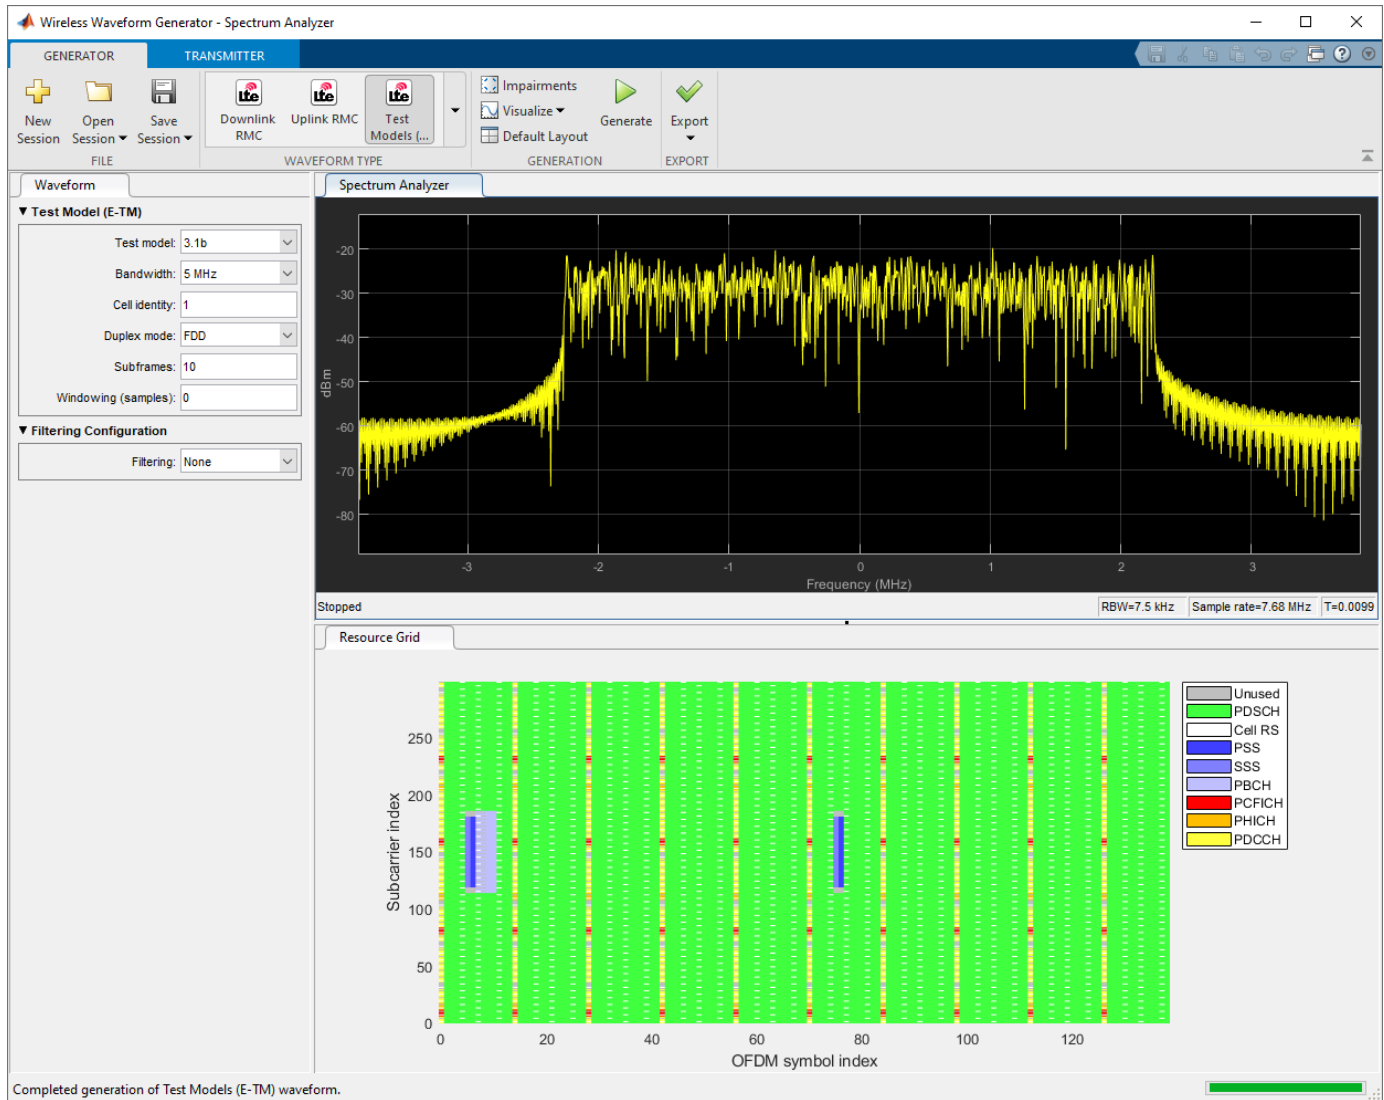 Wireless Waveform Generator - Spectrum Analyzer
GENERATOR TRANSMITTER
New Session
Open Session
Save Session
FILE
Lte Downlink RMC
Lte Uplink RMC
Lte Test Models (...
WAVEFORM TYPE
Impairments
Visualize
Default Layout
Generate
GENERATION
Export
EXPORT
Waveform
Test Model (E-TM)
Test model: 3.1b
Bandwidth: 5 MHz
Cell identity: 1
Duplex mode: FDD
Subframes: 10
Windowing (samples): 0
Filtering Configuration
Filtering: None
Spectrum Analyzer
dBm
-20
-30
-40
-50
-60
-70
-80
-3 -2 -1 0 1 2 3
Frequency (MHz)
Stopped RBW=7.5 kHz Sample rate=7.68 MHz T=0.0099
Resource Grid
Subcarrier index
250
200
150
100
50
0
0 20 40 60 80 100 120
OFDM symbol index
Unused
PDSCH
Cell RS
PSS
SSS
PBCH
PCFICH
PHICH
PDCCH
Completed generation of Test Models (E-TM) waveform.